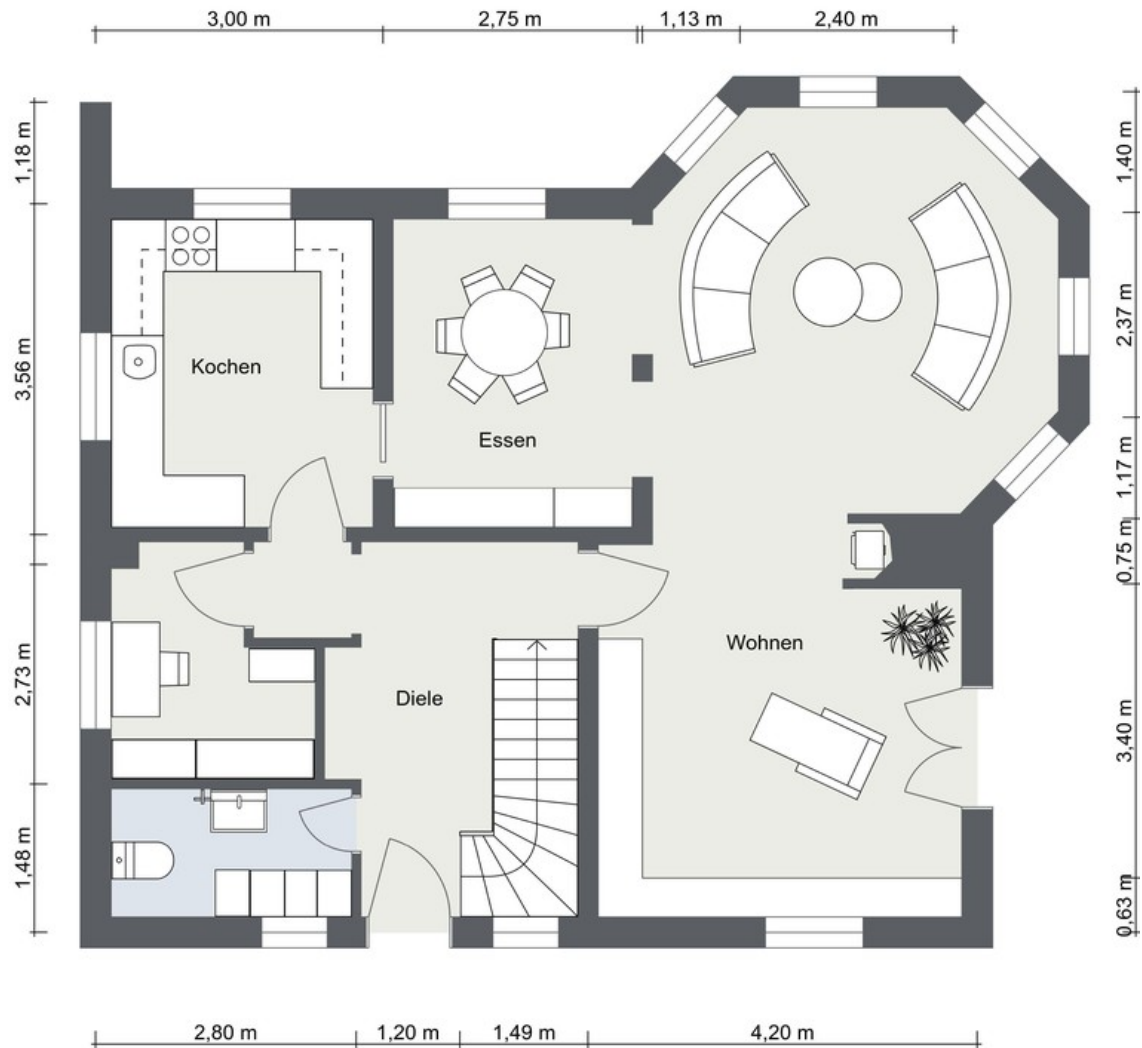 3,00 m
2,75 m
1,13 m
2,40 m
1,18 m
1,40 m
3,56 m
2,37 m
Kochen
Essen
1,17 m
0,75 m
Wohnen
2,73 m
Diele
3,40 m
1,48 m
0,63 m
2,80 m
1,20 m
1,49 m
4,20 m